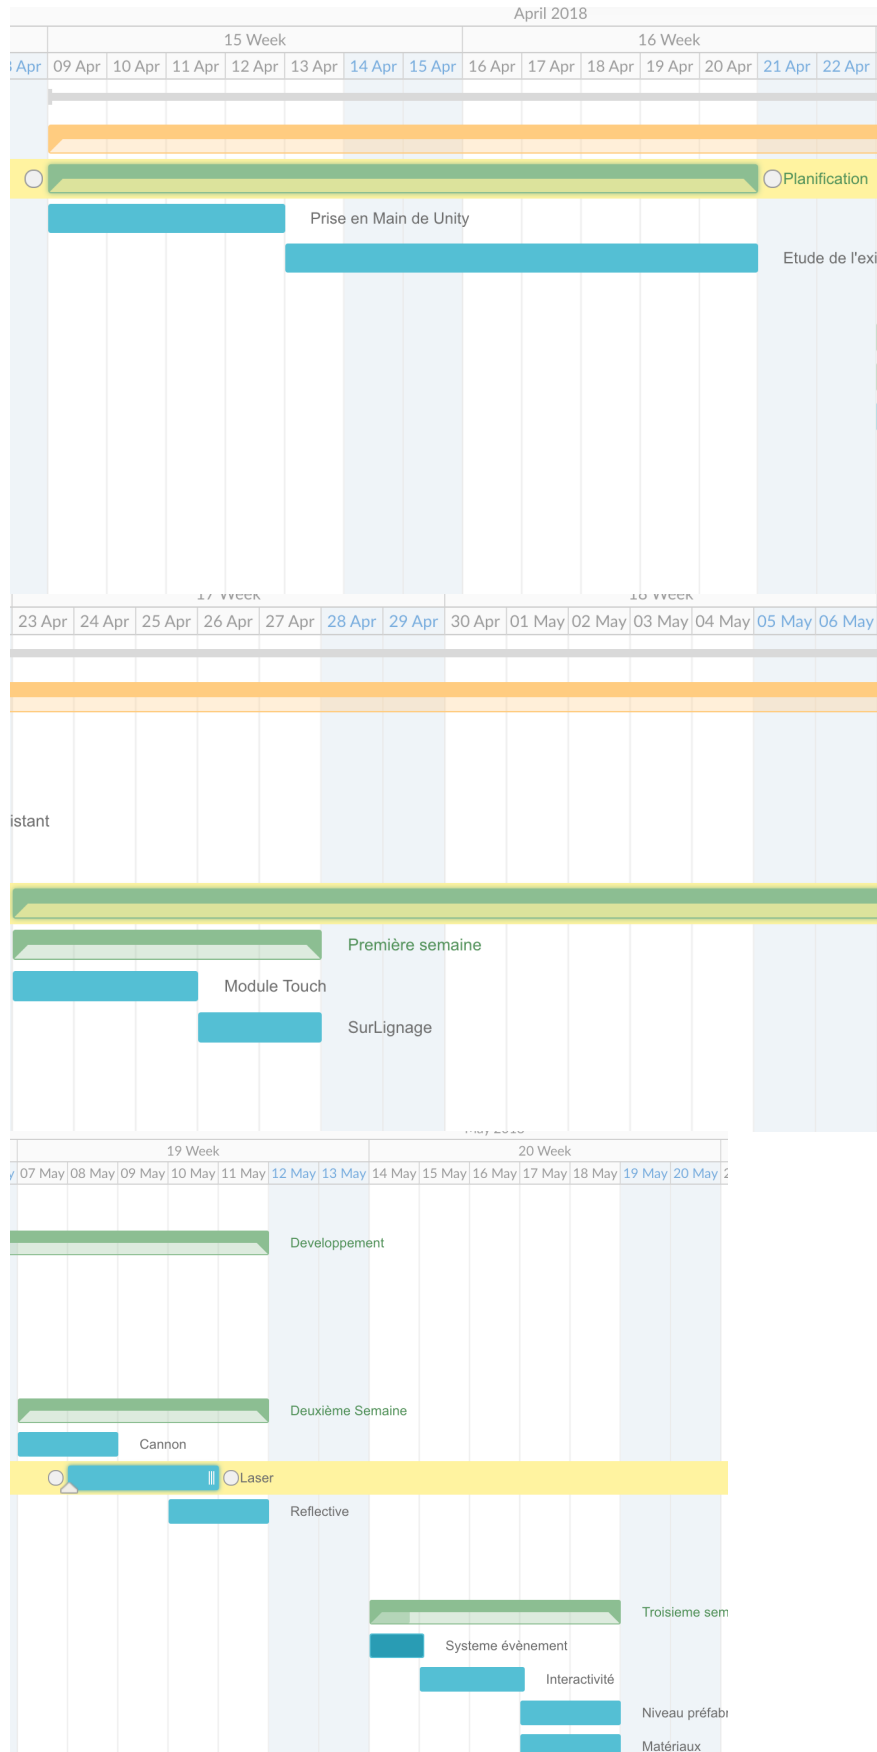 April 2018
15 Week 16 Week
Apr 09 Apr 10 Apr 11 Apr 12 Apr 13 Apr 14 Apr 15 Apr 16 Apr 17 Apr 18 Apr 19 Apr 20 Apr 21 Apr 22 Apr
Planification
Prise en Main de Unity
Etude de l'exi
17 Week
23 Apr 24 Apr 25 Apr 26 Apr 27 Apr 28 Apr 29 Apr 30 Apr 01 May 02 May 03 May 04 May 05 May 06 May
istant
Première semaine
Module Touch
SurLignage
May 2018
19 Week 20 Week
07 May 08 May 09 May 10 May 11 May 12 May 13 May 14 May 15 May 16 May 17 May 18 May 19 May 20 May
Developpement
Deuxième Semaine
Cannon
Laser
Reflective
Troisieme sem
Systeme évènement
Interactivité
Niveau préfabr
Matériaux